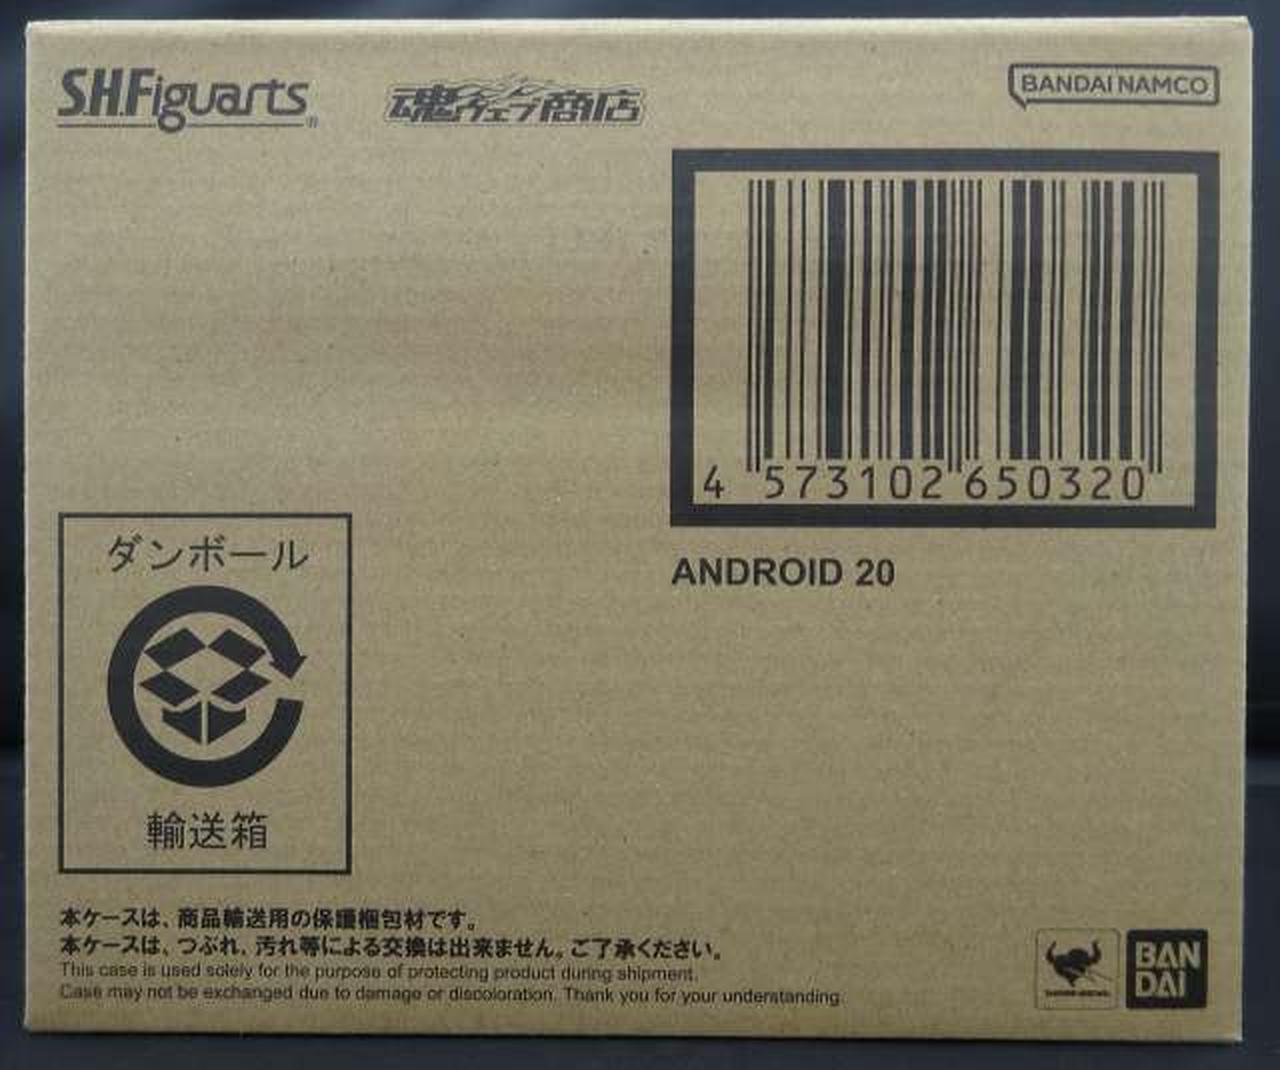 S.H.Figuarts®
魂ウェブ商店
BANDAI NAMCO
4 573102 650320
ANDROID 20
ダンボール
輸送箱
本ケースは、商品輸送用の保護梱包材です。
本ケースは、つぶれ、汚れ等による交換は出来ません。ご了承ください。
This case is used solely for the purpose of protecting product during shipment.
Case may not be exchanged due to damage or discoloration. Thank you for your understanding.
BAN
DAI